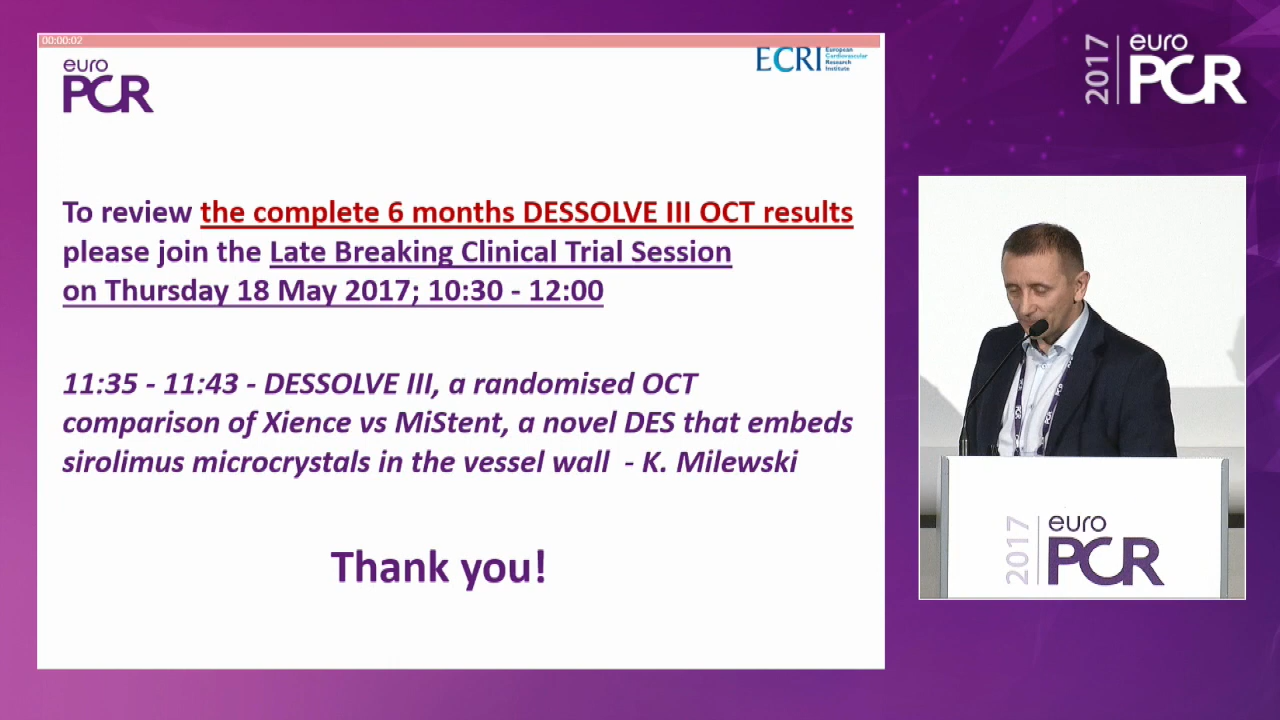 00:00:02
euro
PCR
ECRI European
Cardiovascular
Research
Institute
To review the complete 6 months DESSOLVE III OCT results
please join the Late Breaking Clinical Trial Session
on Thursday 18 May 2017; 10:30 - 12:00
11:35 - 11:43 - DESSOLVE III, a randomised OCT
comparison of Xience vs MiStent, a novel DES that embeds
sirolimus microcrystals in the vessel wall - K. Milewski
Thank you!
2017
euro
PCR
2017
euro
PCR